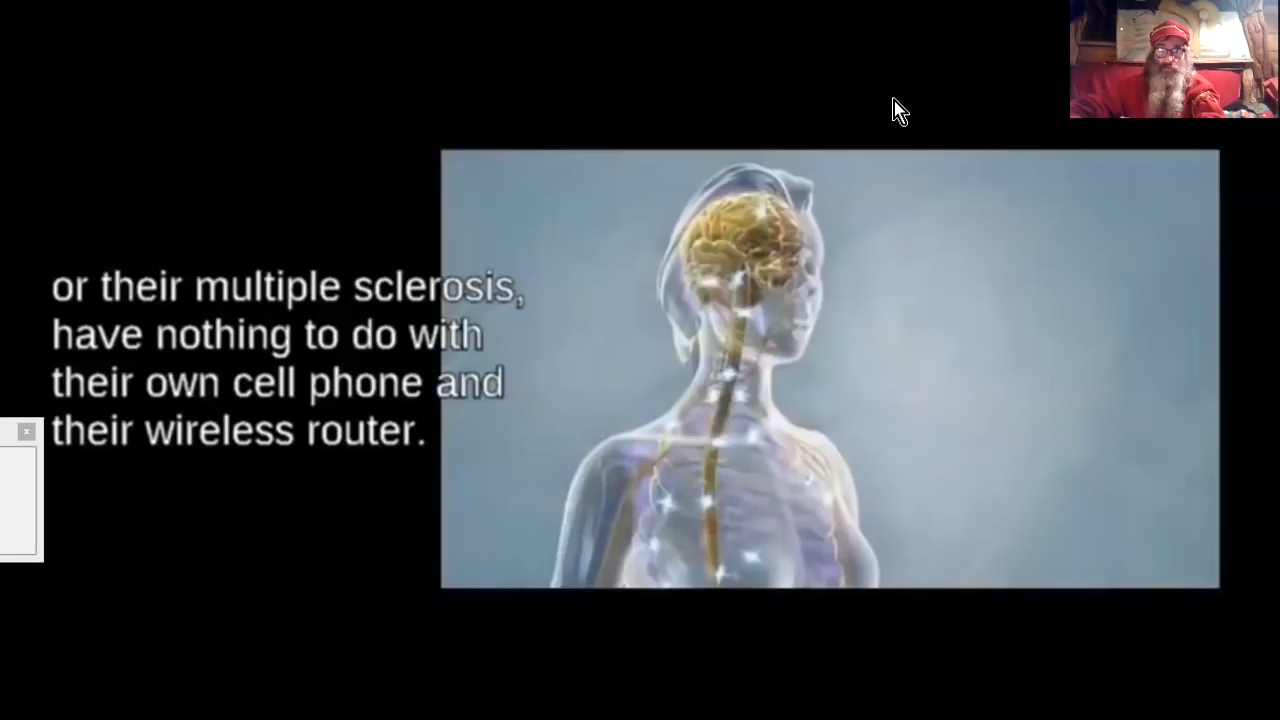 or their multiple sclerosis,
have nothing to do with
their own cell phone and
their wireless router.